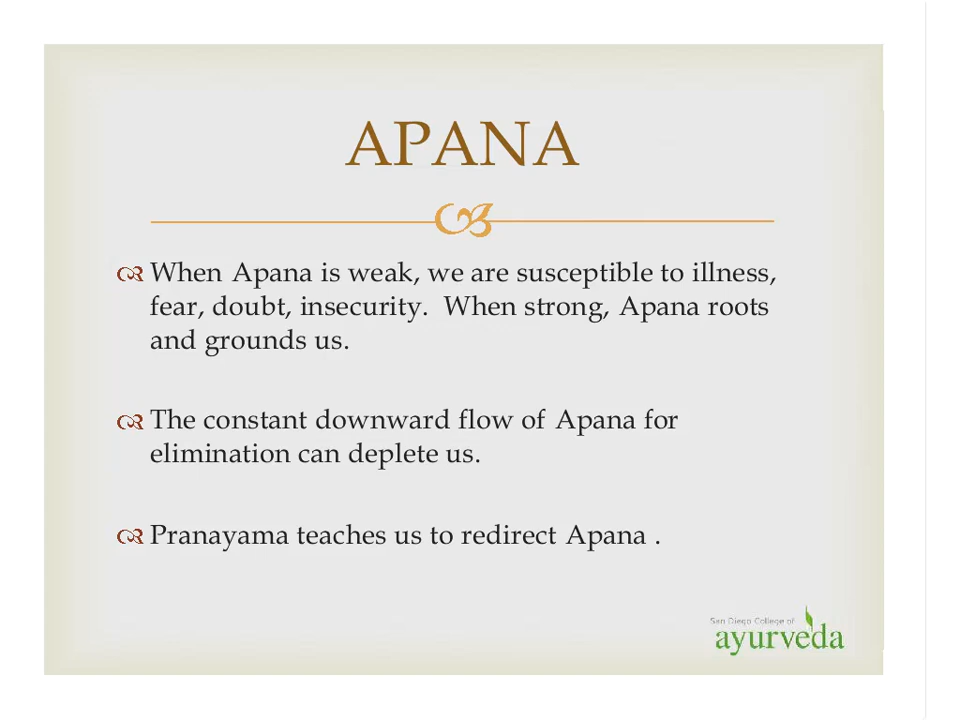 APANA
When Apana is weak, we are susceptible to illness,
fear, doubt, insecurity.  When strong, Apana roots
and grounds us.
The constant downward flow of Apana for
elimination can deplete us.
Pranayama teaches us to redirect Apana .
San Diego College of
ayurveda